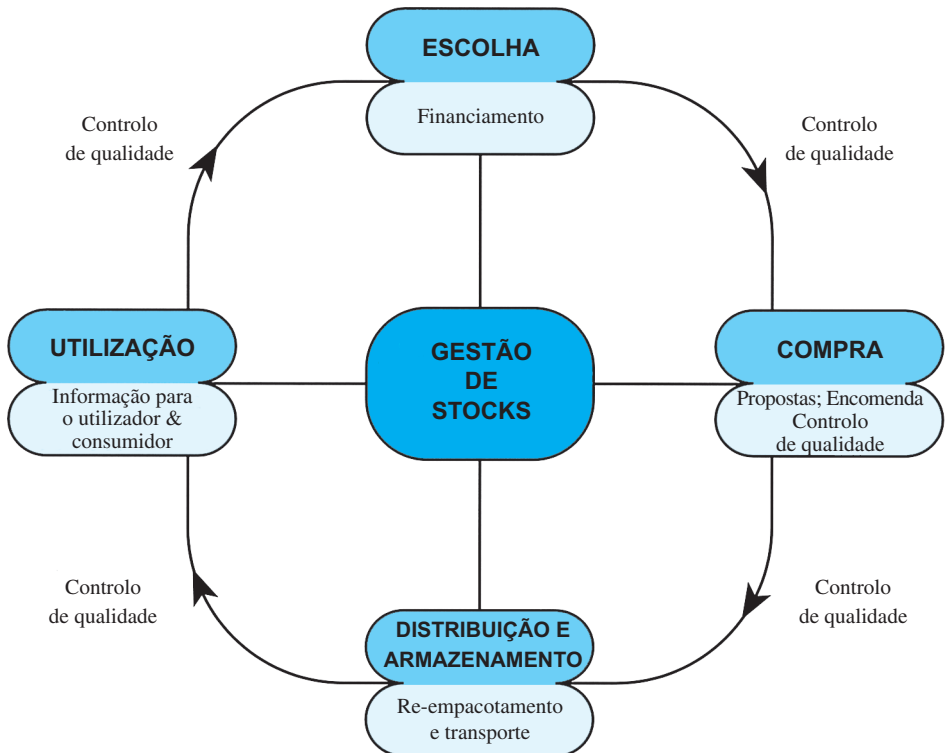 ESCOLHA
Financiamento
Controlo
de qualidade
Controlo
de qualidade
UTILIZAÇÃO
Informação para
o utilizador &
consumidor
GESTÃO
DE
STOCKS
COMPRA
Propostas; Encomenda
Controlo
de qualidade
Controlo
de qualidade
Controlo
de qualidade
DISTRIBUIÇÃO E
ARMAZENAMENTO
Re-empacotamento
e transporte